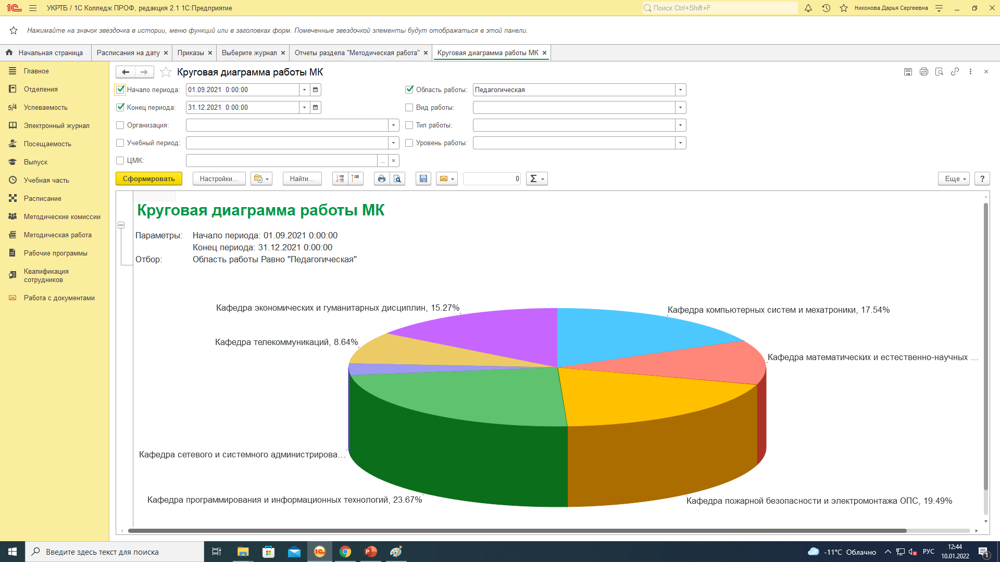 УКРТБ / 1С Колледж ПРОФ, редакция 2.1 1С:Предприятие
Поиск Ctrl+Shift+F
Никонова Дарья Сергеевна
Нажимайте на значок звездочка в истории, меню функций или в заголовках форм. Помеченные звездочкой элементы будут отображаться в этой панели.
Начальная страница
Расписания на дату
Приказы
Выберите журнал
Отчеты раздела "Методическая работа"
Круговая диаграмма работы МК
Главное
Отделения
5/4 Успеваемость
Электронный журнал
Посещаемость
Выпуск
Учебная часть
Расписание
Методические комиссии
Методическая работа
Рабочие программы
Квалификация
сотрудников
Работа с документами
Круговая диаграмма работы МК
Начало периода: 01.09.2021 0:00:00
Область работы: Педагогическая
Конец периода: 31.12.2021 0:00:00
Вид работы:
Организация:
Тип работы:
Учебный период:
Уровень работы:
ЦМК: ...
Сформировать
Настройки...
Найти...
0
Σ
Еще
?
Круговая диаграмма работы МК
Параметры: Начало периода: 01.09.2021 0:00:00
Конец периода: 31.12.2021 0:00:00
Отбор: Область работы Равно "Педагогическая"
Кафедра экономических и гуманитарных дисциплин, 15.27%
Кафедра компьютерных систем и мехатроники, 17.54%
Кафедра телекоммуникаций, 8.64%
Кафедра математических и естественно-научных ...
Кафедра сетевого и системного администрирова...
Кафедра программирования и информационных технологий, 23.67%
Кафедра пожарной безопасности и электромонтажа ОПС, 19.49%
Введите здесь текст для поиска
-11°C Облачно
РУС
12:44
10.01.2022
1